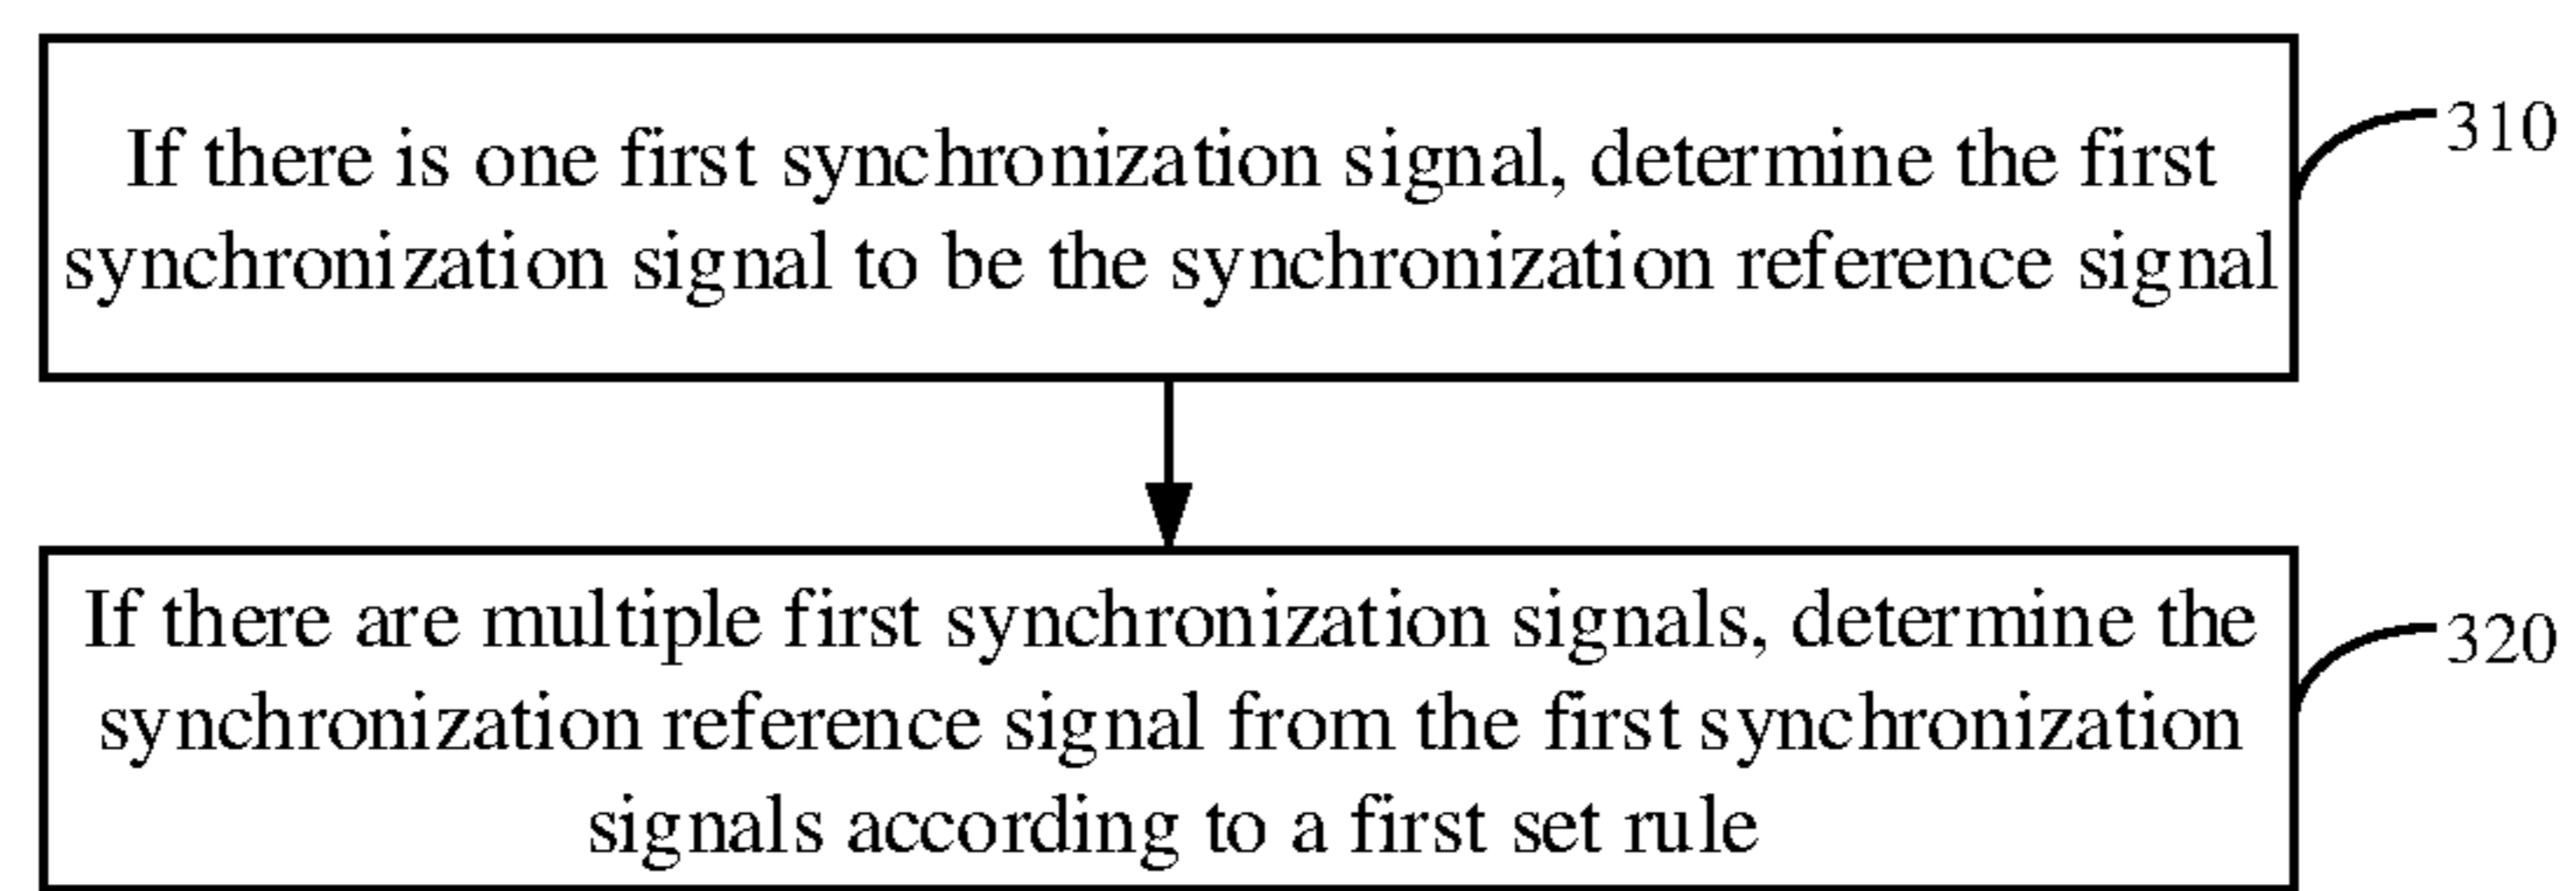 If there is one first synchronization signal, determine the first
synchronization signal to be the synchronization reference signal
310
If there are multiple first synchronization signals, determine the
synchronization reference signal from the first synchronization
signals according to a first set rule
320